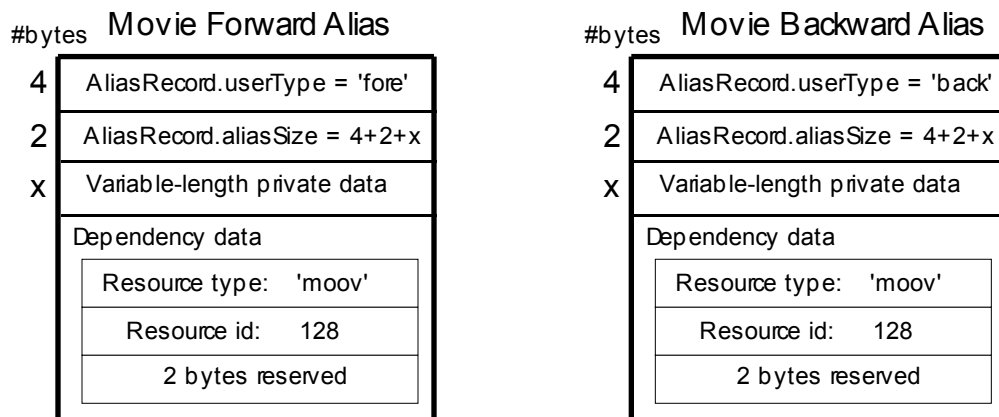 #bytes Movie Forward Alias
4 AliasRecord.userType = 'fore'
2 AliasRecord.aliasSize = 4+2+x
x Variable-length private data
Dependency data
Resource type: 'moov'
Resource id: 128
2 bytes reserved
#bytes Movie Backward Alias
4 AliasRecord.userType = 'back'
2 AliasRecord.aliasSize = 4+2+x
x Variable-length private data
Dependency data
Resource type: 'moov'
Resource id: 128
2 bytes reserved